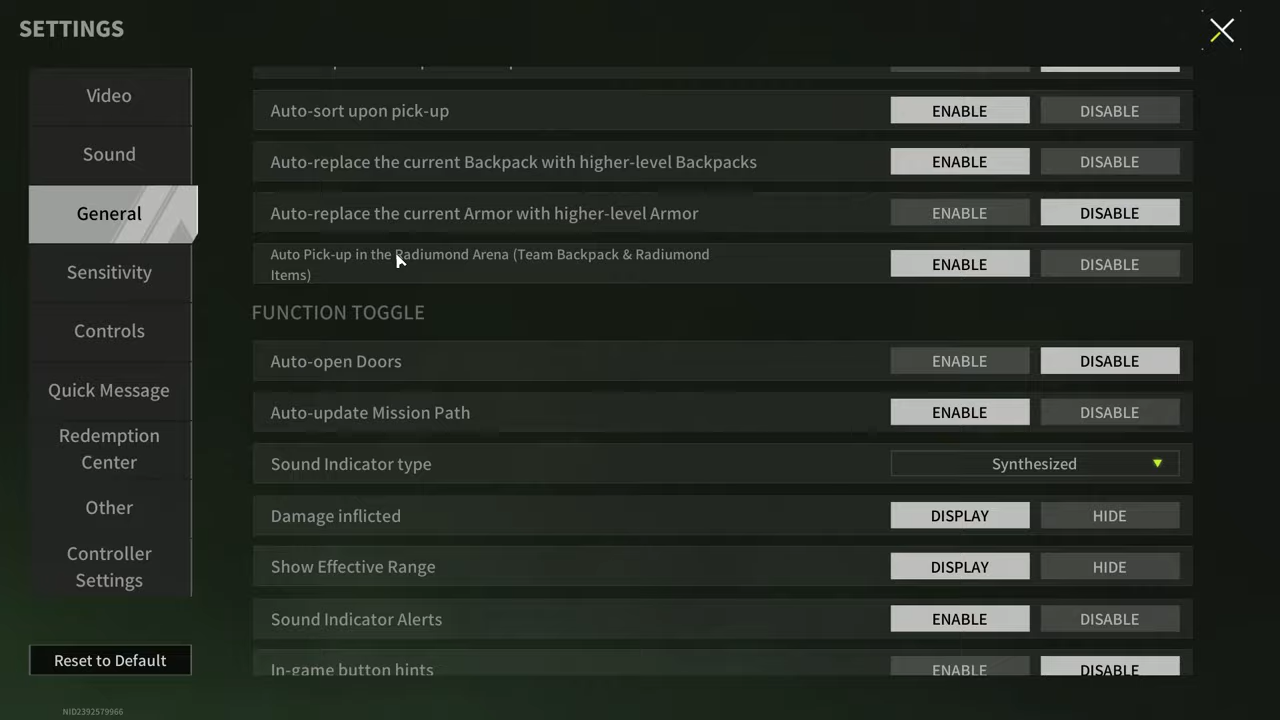 SETTINGS
Video
Sound
General
Sensitivity
Controls
Quick Message
Redemption
Center
Other
Controller
Settings
Reset to Default
NID2392579966
Auto-sort upon pick-up ENABLE DISABLE
Auto-replace the current Backpack with higher-level Backpacks ENABLE DISABLE
Auto-replace the current Armor with higher-level Armor ENABLE DISABLE
Auto Pick-up in the Radiumond Arena (Team Backpack & Radiumond
Items) ENABLE DISABLE
FUNCTION TOGGLE
Auto-open Doors ENABLE DISABLE
Auto-update Mission Path ENABLE DISABLE
Sound Indicator type Synthesized
Damage inflicted DISPLAY HIDE
Show Effective Range DISPLAY HIDE
Sound Indicator Alerts ENABLE DISABLE
In-game button hints ENABLE DISABLE